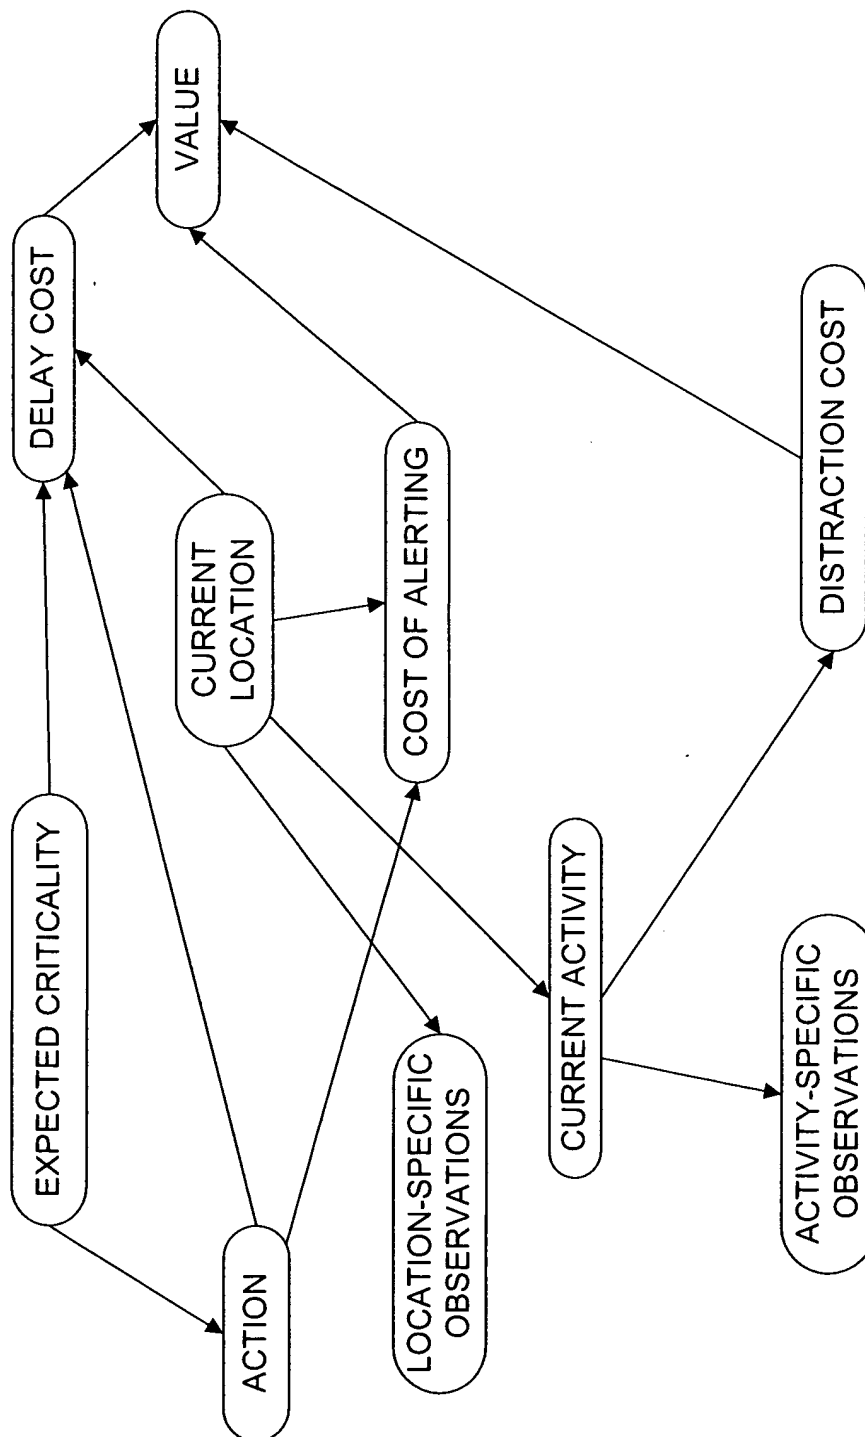 EXPECTED CRITICALITY
DELAY COST
ACTION
CURRENT
LOCATION
VALUE
LOCATION-SPECIFIC
OBSERVATIONS
COST OF ALERTING
CURRENT ACTIVITY
ACTIVITY-SPECIFIC
OBSERVATIONS
DISTRACTION COST